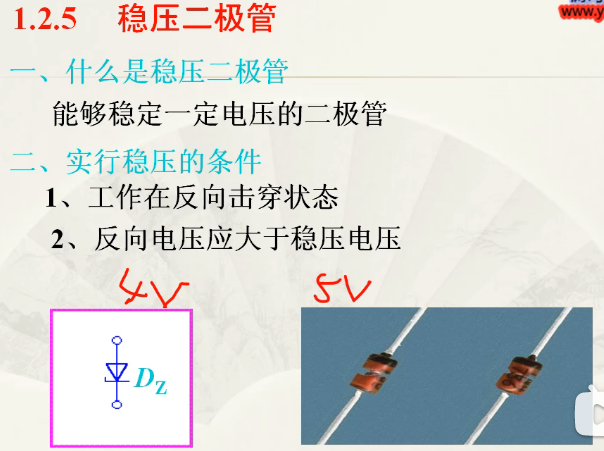 1.2.5 稳压二极管
www.y
一、什么是稳压二极管
能够稳定一定电压的二极管
二、实行稳压的条件
1、工作在反向击穿状态
2、反向电压应大于稳压电压
4V 5V
DZ